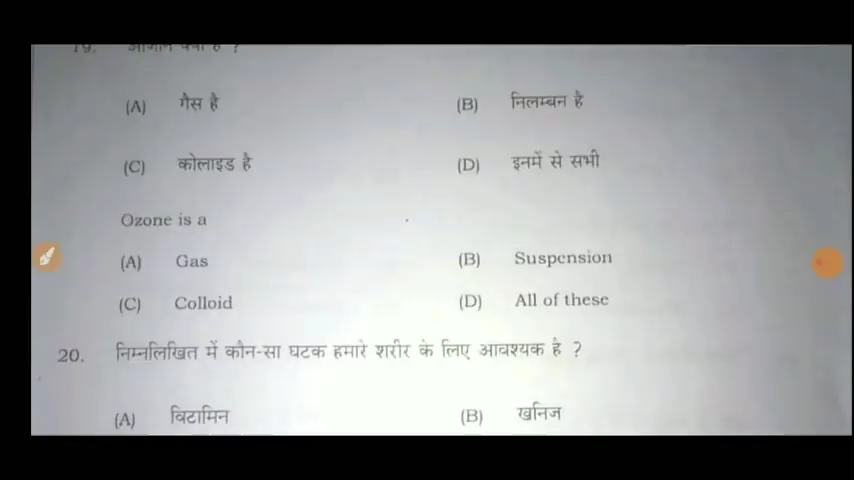 19.
(A) गैस है (B) निलम्बन है
(C) कोलाइड है (D) इनमें से सभी
Ozone is a
(A) Gas (B) Suspension
(C) Colloid (D) All of these
20. निम्नलिखित में कौन-सा घटक हमारे शरीर के लिए आवश्यक है ?
(A) विटामिन (B) खनिज